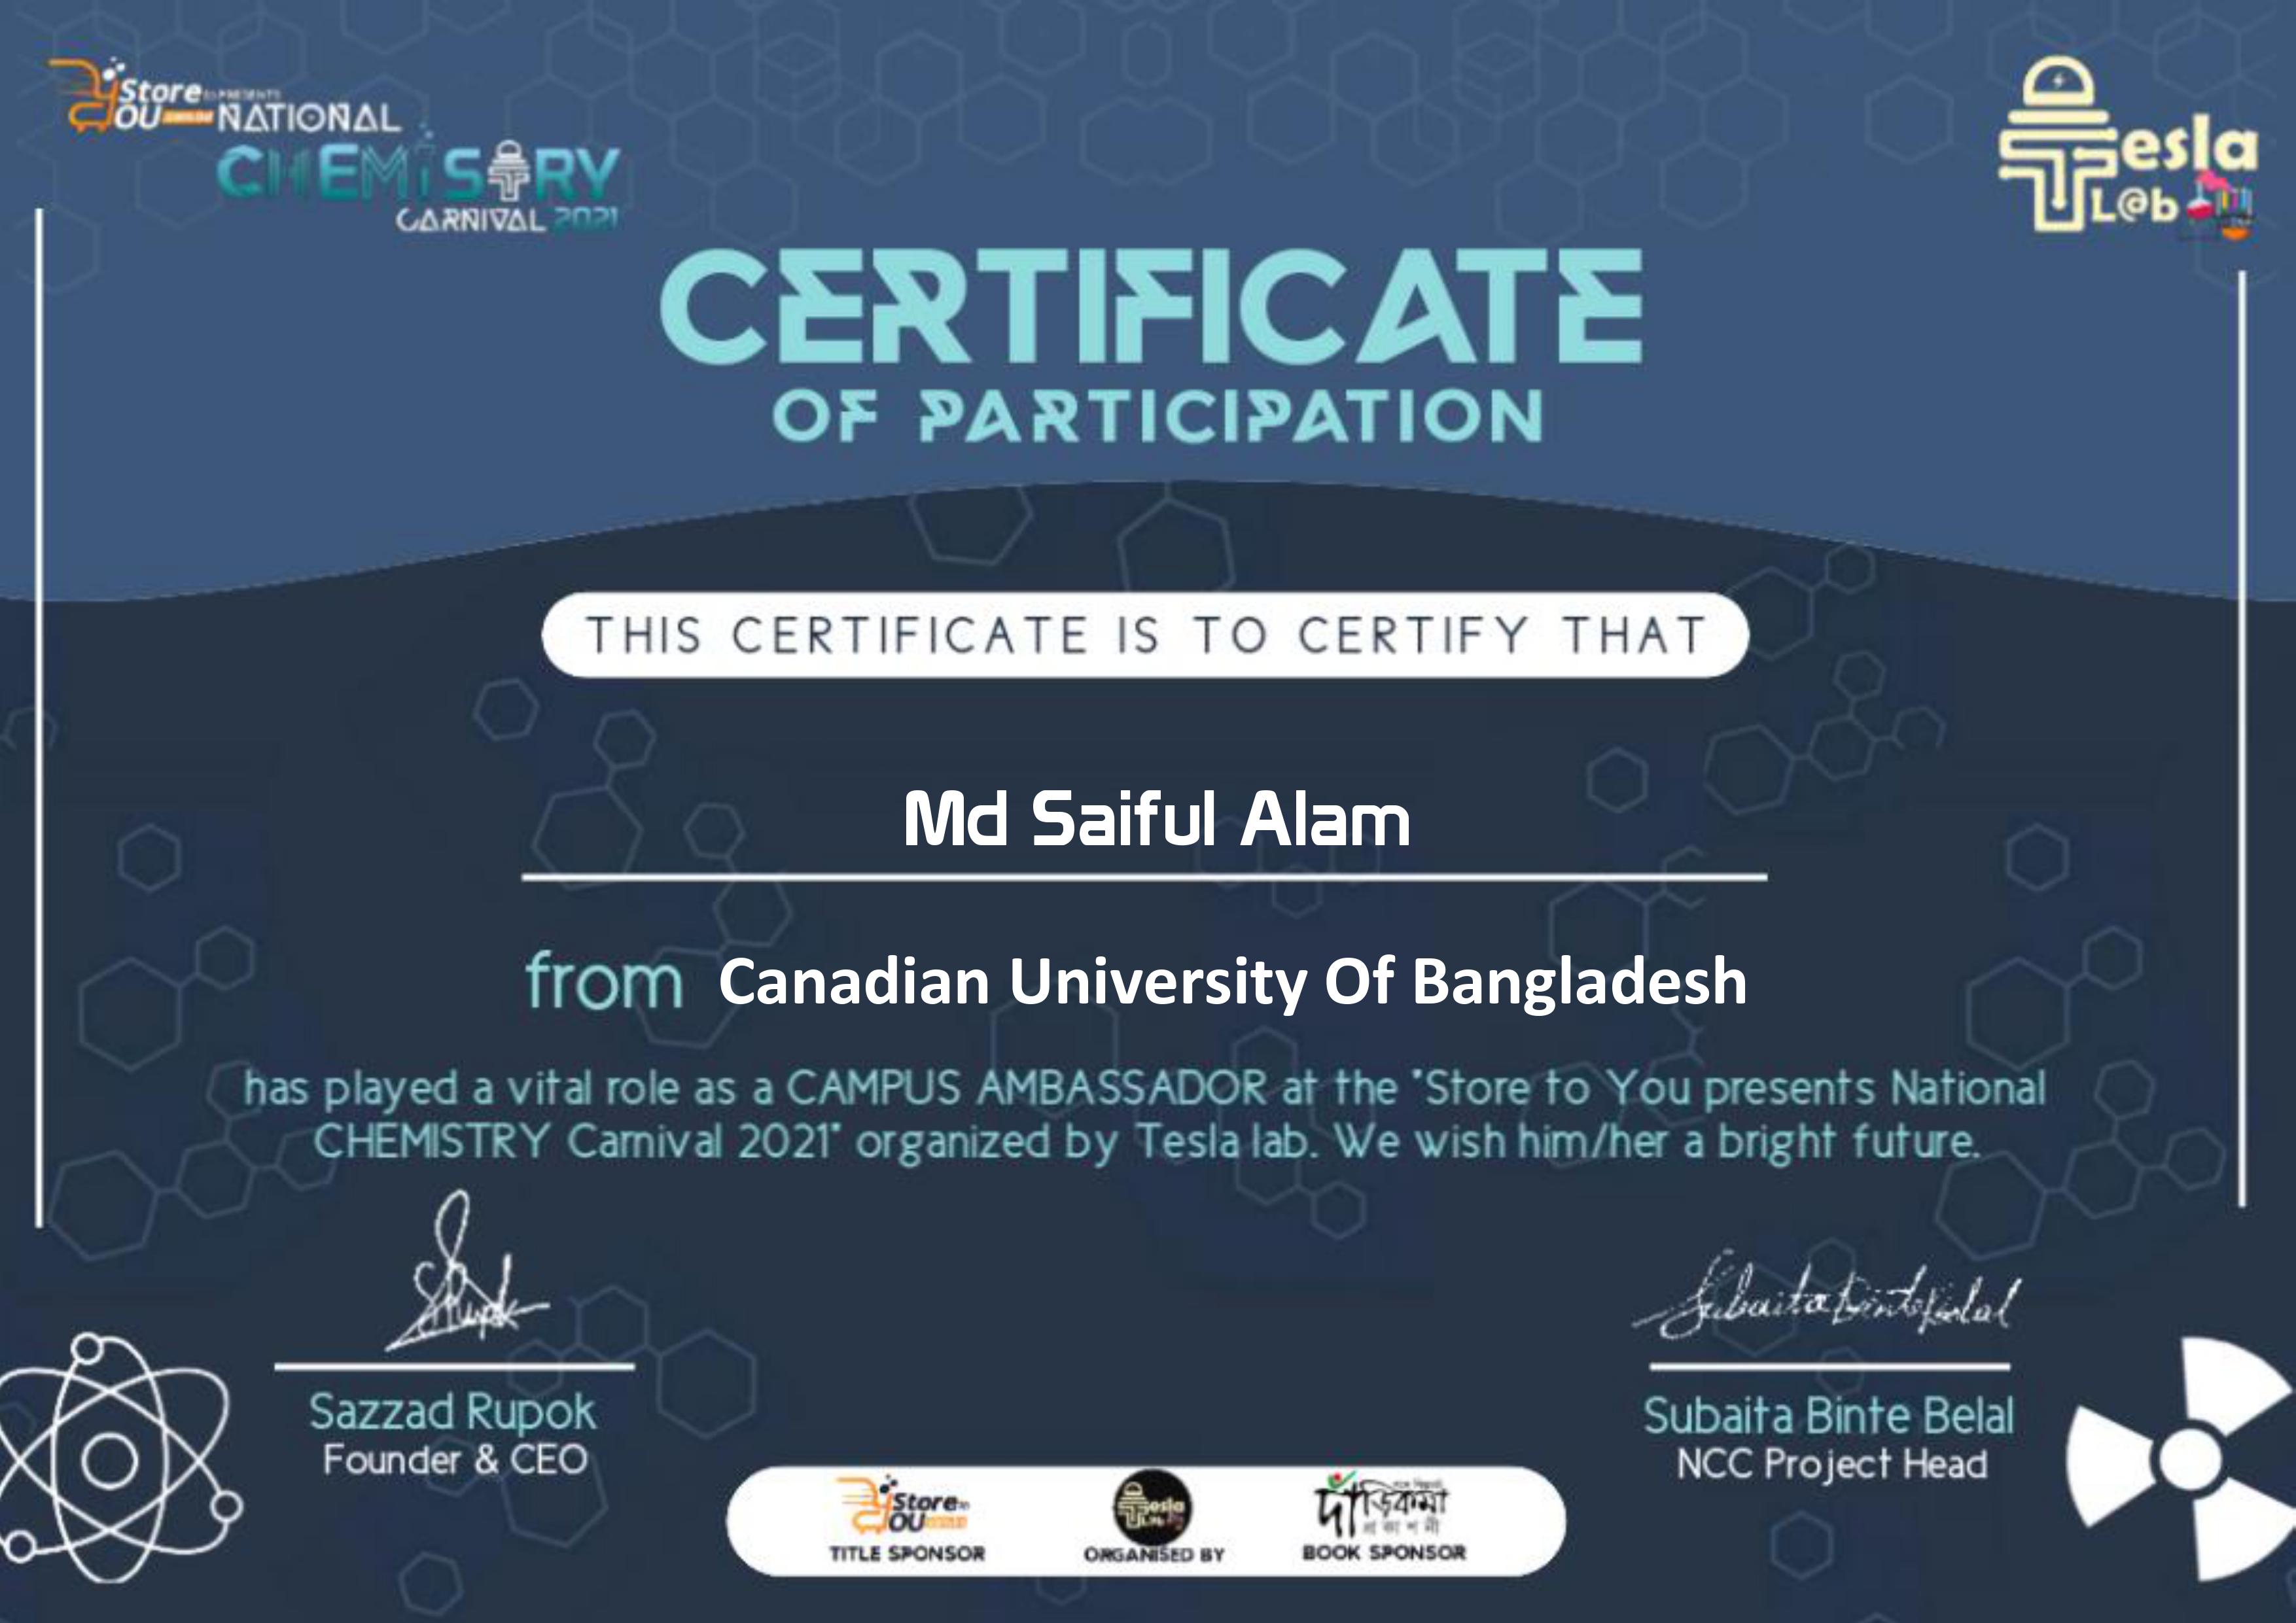 Store to PRESENTS
YOU
NATIONAL
CHEMISTRY
CARNIVAL 2021
Tesla
L@b
CERTIFICATE
OF PARTICIPATION
THIS CERTIFICATE IS TO CERTIFY THAT
Md Saiful Alam
from Canadian University Of Bangladesh
has played a vital role as a CAMPUS AMBASSADOR at the "Store to You presents National
CHEMISTRY Carnival 2021" organized by Tesla lab. We wish him/her a bright future.
SRupok
Subaita Binte Belal
Sazzad Rupok
Founder & CEO
Subaita Binte Belal
NCC Project Head
Store to
YOU
TITLE SPONSOR
Tesla
L@b
ORGANISED BY
দাঁড়িকমা
প্রকাশনী
BOOK SPONSOR